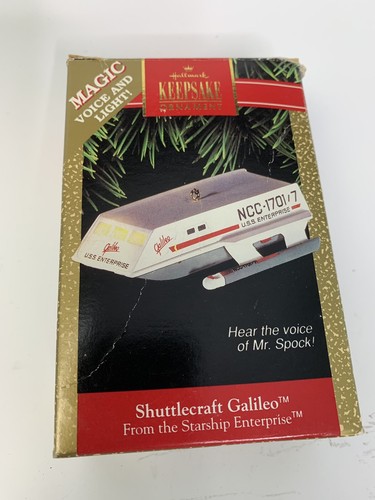 MAGIC
VOICE AND
LIGHT!
Hallmark
KEEPSAKE
ORNAMENT
NCC-1701/7
U.S.S. ENTERPRISE
Galileo
Galileo
U.S.S. ENTERPRISE
Hear the voice
of Mr. Spock!
Shuttlecraft Galileo™
From the Starship Enterprise™